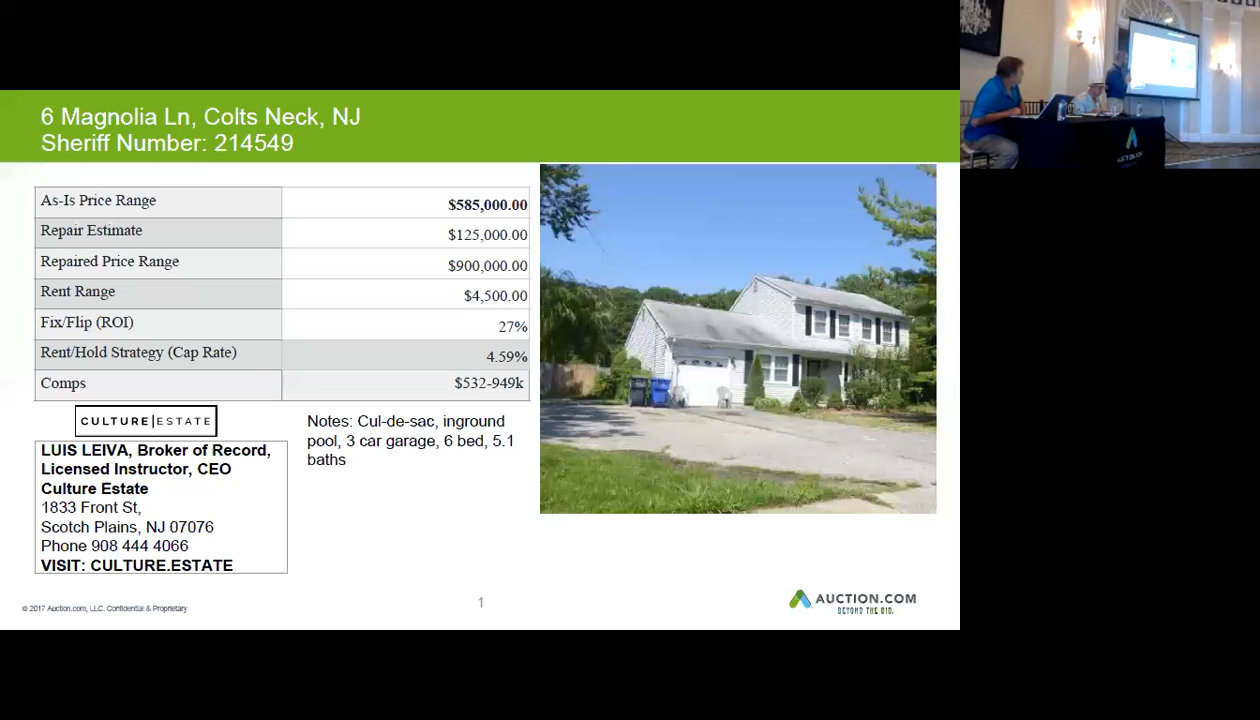 6 Magnolia Ln, Colts Neck, NJ
Sheriff Number: 214549
As-Is Price Range $585,000.00
Repair Estimate $125,000.00
Repaired Price Range $900,000.00
Rent Range $4,500.00
Fix/Flip (ROI) 27%
Rent/Hold Strategy (Cap Rate) 4.59%
Comps $532-949k
CULTURE|ESTATE
LUIS LEIVA, Broker of Record,
Licensed Instructor, CEO
Culture Estate
1833 Front St,
Scotch Plains, NJ 07076
Phone 908 444 4066
VISIT: CULTURE.ESTATE
Notes: Cul-de-sac, inground
pool, 3 car garage, 6 bed, 5.1
baths
© 2017 Auction.com, LLC. Confidential & Proprietary
1
AUCTION.COM
BEYOND THE BID.